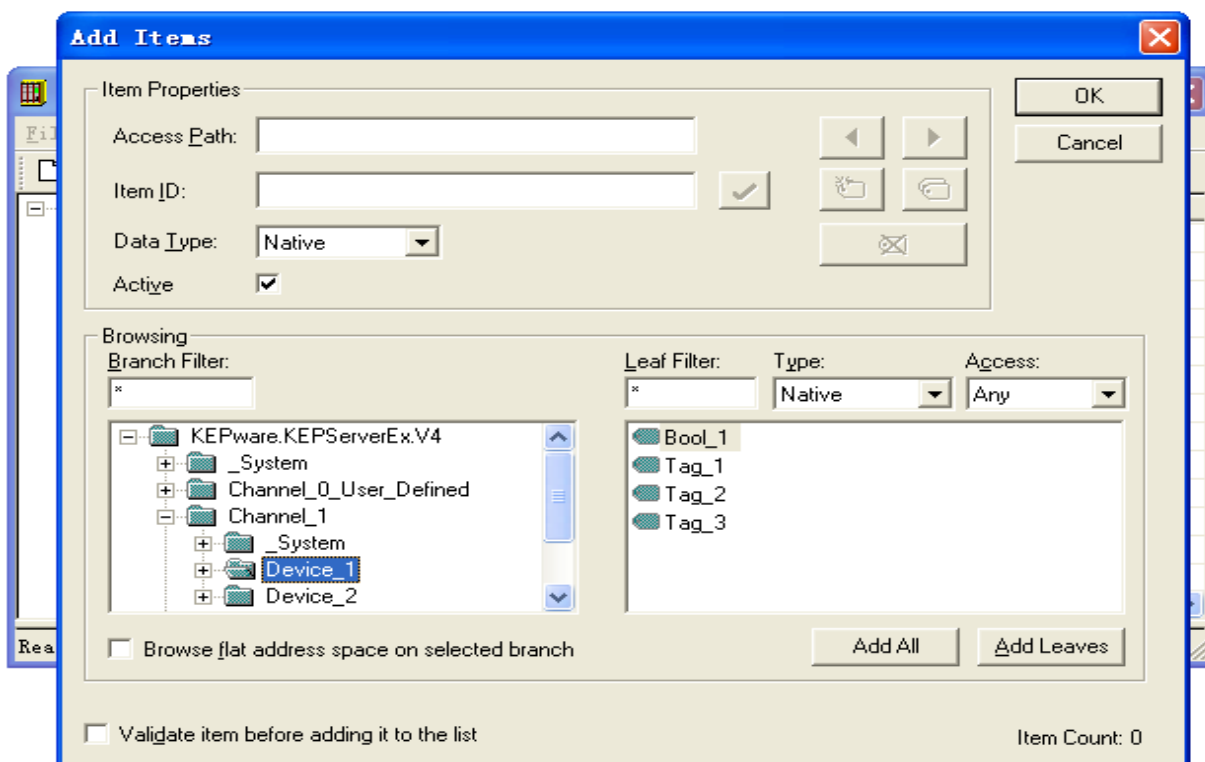 Add Items
Item Properties
OK
Fil
Access Path:
Cancel
Item ID:
Data Type: Native
Active
Browsing
Branch Filter: Leaf Filter: Type: Access:
* * Native Any
KEPware.KEPServerEx.V4 Bool_1
_System Tag_1
Channel_0_User_Defined Tag_2
Channel_1 Tag_3
_System
Device_1
Device_2
Rea
Browse flat address space on selected branch Add All Add Leaves
Validate item before adding it to the list Item Count: 0